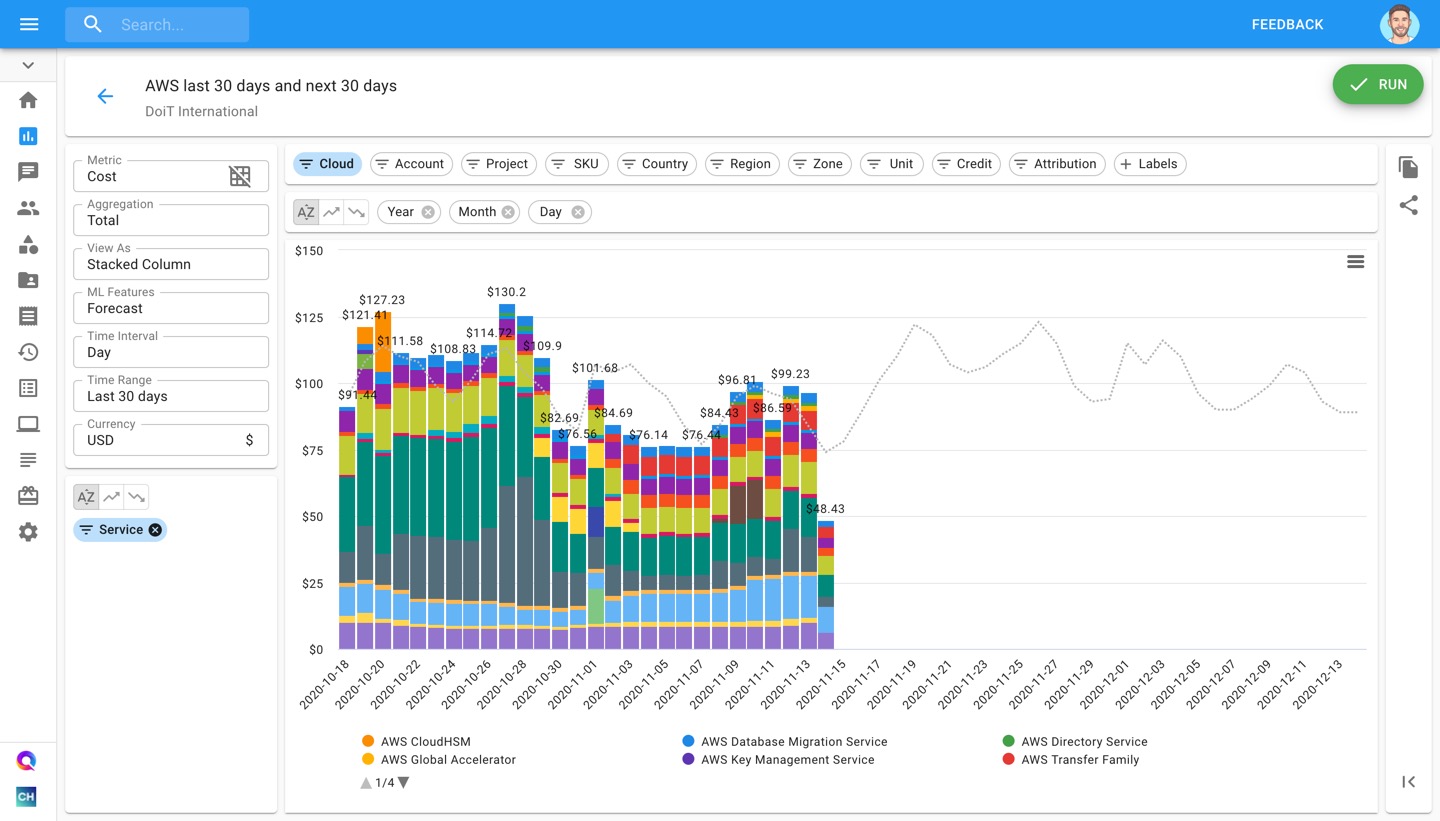 Search...
FEEDBACK
AWS last 30 days and next 30 days
DoiT International
RUN
Metric
Cost
Aggregation
Total
View As
Stacked Column
ML Features
Forecast
Time Interval
Day
Time Range
Last 30 days
Currency
USD $
AZ
Service
Cloud Account Project SKU Country Region Zone Unit Credit Attribution + Labels
AZ Year Month Day
$150
$125
$100
$75
$50
$25
$0
$91.44
$121.41
$127.23
$111.58
$108.83
$114.72
$130.2
$109.9
$82.69
$76.56
$101.68
$84.69
$76.14
$76.44
$84.43
$96.81
$86.59
$99.23
$48.43
2020-10-18
2020-10-20
2020-10-22
2020-10-24
2020-10-26
2020-10-28
2020-10-30
2020-11-01
2020-11-03
2020-11-05
2020-11-07
2020-11-09
2020-11-11
2020-11-13
2020-11-15
2020-11-17
2020-11-19
2020-11-21
2020-11-23
2020-11-25
2020-11-27
2020-11-29
2020-12-01
2020-12-03
2020-12-05
2020-12-07
2020-12-09
2020-12-11
2020-12-13
AWS CloudHSM AWS Database Migration Service AWS Directory Service
AWS Global Accelerator AWS Key Management Service AWS Transfer Family
1/4
CH